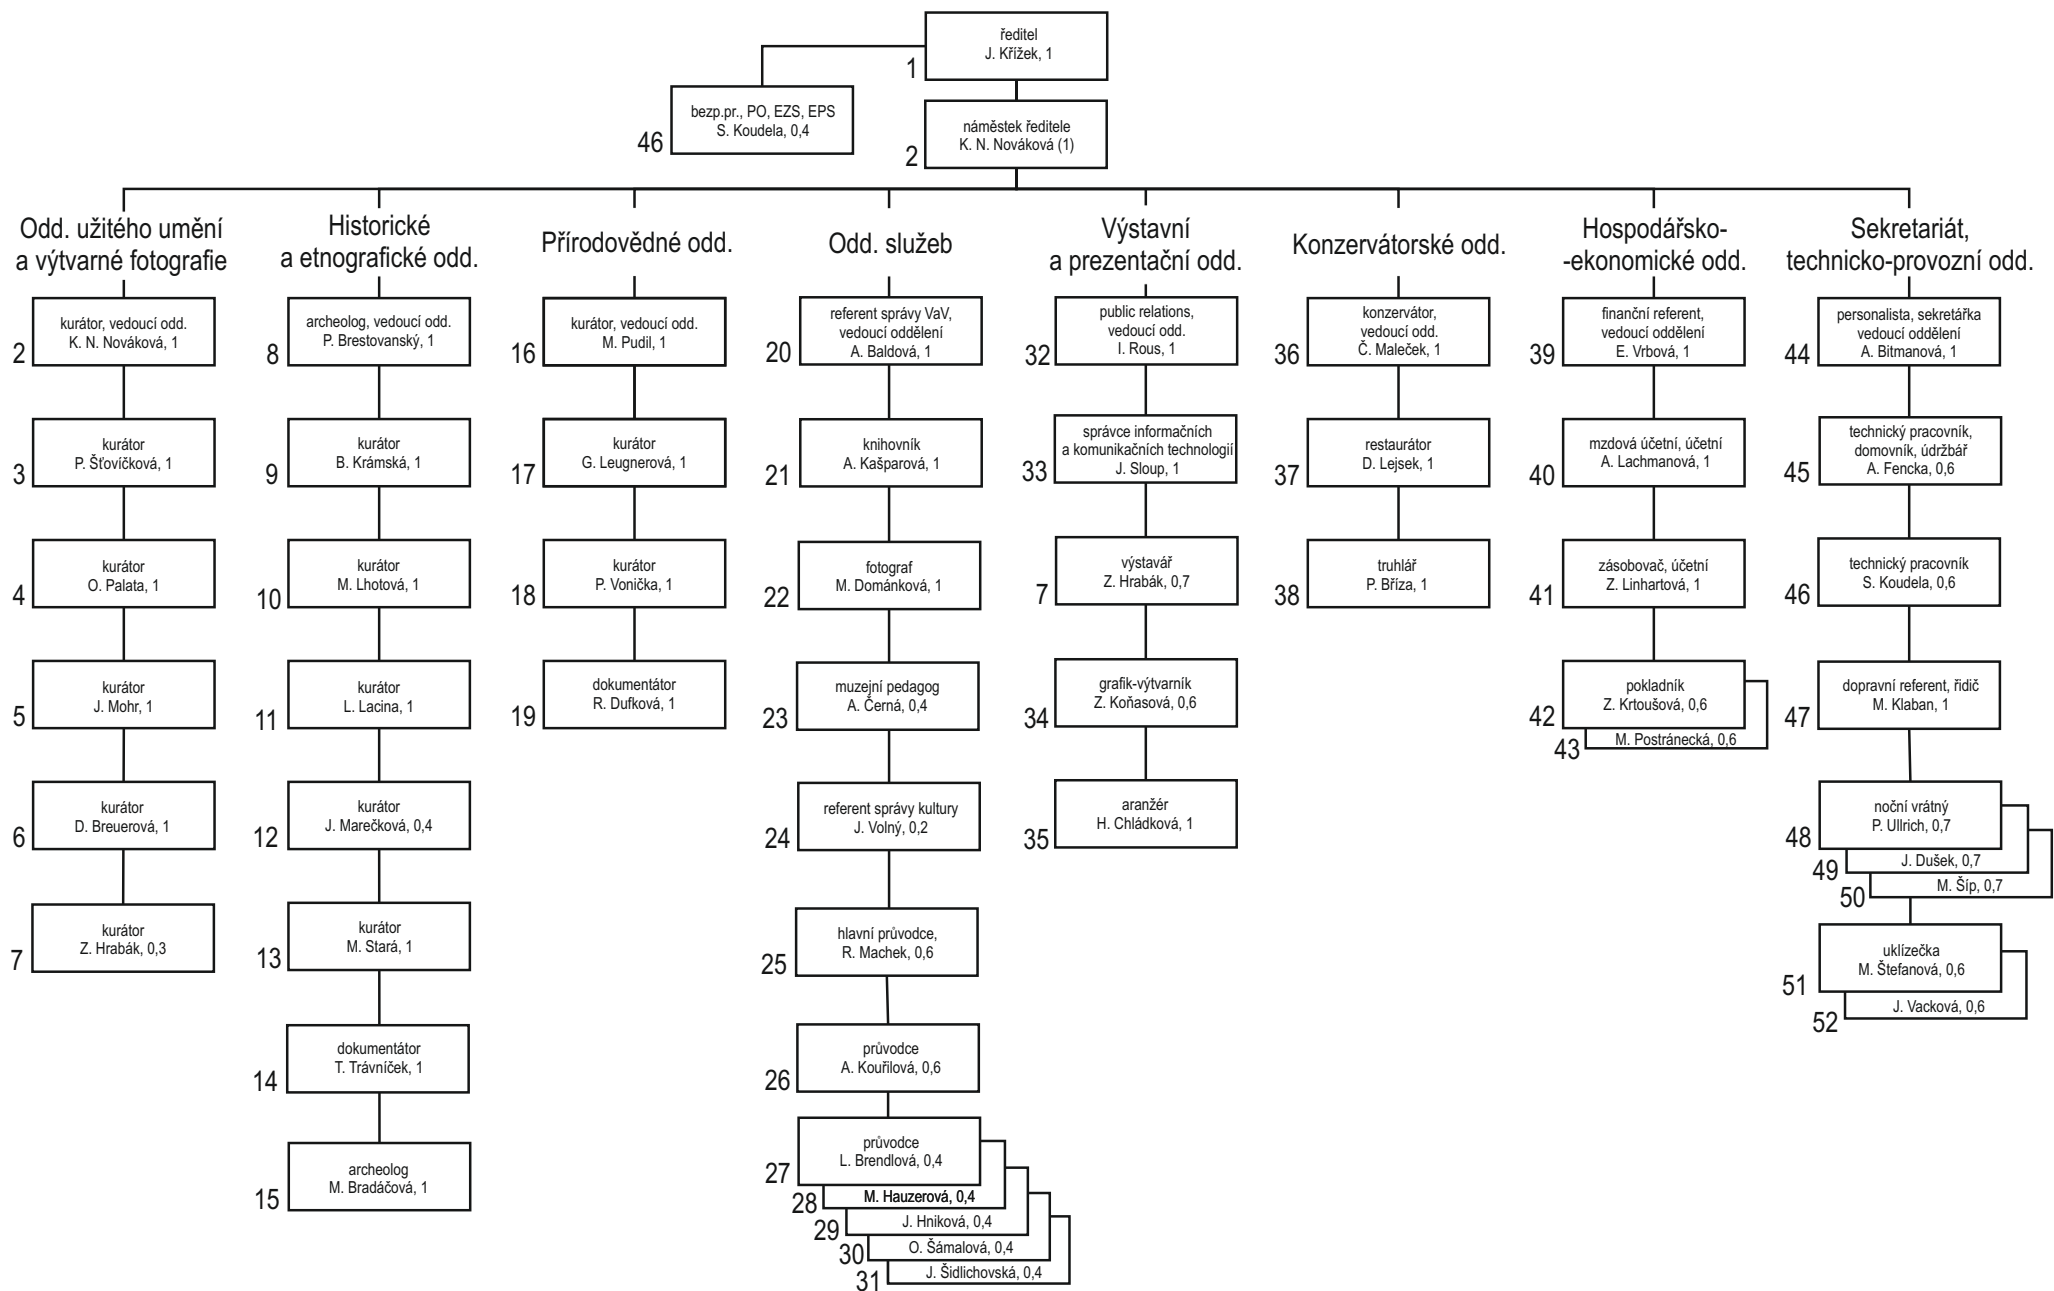 ředitel
J. Křížek, 1
1
bezp.pr., PO, EZS, EPS
S. Koudela, 0,4
46
náměstek ředitele
K. N. Nováková (1)
2
Odd. užitého umění
a výtvarné fotografie
kurátor, vedoucí odd.
K. N. Nováková, 1
2
kurátor
P. Šťovíčková, 1
3
kurátor
O. Palata, 1
4
kurátor
J. Mohr, 1
5
kurátor
D. Breuerová, 1
6
kurátor
Z. Hrabák, 0,3
7
Historické
a etnografické odd.
archeolog, vedoucí odd.
P. Brestovanský, 1
8
kurátor
B. Krámská, 1
9
kurátor
M. Lhotová, 1
10
kurátor
L. Lacina, 1
11
kurátor
J. Marečková, 0,4
12
kurátor
M. Stará, 1
13
dokumentátor
T. Trávníček, 1
14
archeolog
M. Bradáčová, 1
15
Přírodovědné odd.
kurátor, vedoucí odd.
M. Pudil, 1
16
kurátor
G. Leugnerová, 1
17
kurátor
P. Vonička, 1
18
dokumentátor
R. Dufková, 1
19
Odd. služeb
referent správy VaV,
vedoucí oddělení
A. Baldová, 1
20
knihovník
A. Kašparová, 1
21
fotograf
M. Dománková, 1
22
muzejní pedagog
A. Černá, 0,4
23
referent správy kultury
J. Volný, 0,2
24
hlavní průvodce,
R. Machek, 0,6
25
průvodce
A. Kouřilová, 0,6
26
průvodce
L. Brendlová, 0,4
27
M. Hauzerová, 0,4
28
J. Hniková, 0,4
29
O. Šámalová, 0,4
30
J. Šidlichovská, 0,4
31
Výstavní
a prezentační odd.
public relations,
vedoucí odd.
I. Rous, 1
32
správce informačních
a komunikačních technologií
J. Sloup, 1
33
výstavář
Z. Hrabák, 0,7
7
grafik-výtvarník
Z. Koňasová, 0,6
34
aranžér
H. Chládková, 1
35
Konzervátorské odd.
konzervátor,
vedoucí odd.
Č. Maleček, 1
36
restaurátor
D. Lejsek, 1
37
truhlář
P. Bříza, 1
38
Hospodářsko-
-ekonomické odd.
finanční referent,
vedoucí oddělení
E. Vrbová, 1
39
mzdová účetní, účetní
A. Lachmanová, 1
40
zásobovač, účetní
Z. Linhartová, 1
41
pokladník
Z. Krtoušová, 0,6
42
M. Postránecká, 0,6
43
Sekretariát,
technicko-provozní odd.
personalista, sekretářka
vedoucí oddělení
A. Bitmanová, 1
44
technický pracovník,
domovník, údržbář
A. Fencka, 0,6
45
technický pracovník
S. Koudela, 0,6
46
dopravní referent, řidič
M. Klaban, 1
47
noční vrátný
P. Ullrich, 0,7
48
J. Dušek, 0,7
49
M. Šíp, 0,7
50
uklízečka
M. Štefanová, 0,6
51
J. Vacková, 0,6
52